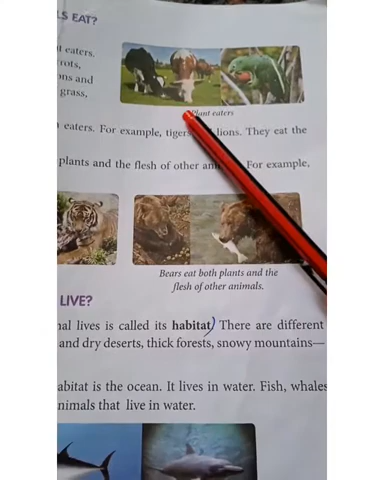 LS EAT?
eaters.
rots,
ons and
grass,
Plant eaters
eaters. For example, tigers lions. They eat the
plants and the flesh of other For example,
Bears eat both plants and the
flesh of other animals.
LIVE?
nal lives is called its habitat) There are different
and dry deserts, thick forests, snowy mountains—
abitat is the ocean. It lives in water. Fish, whales
nimals that live in water.